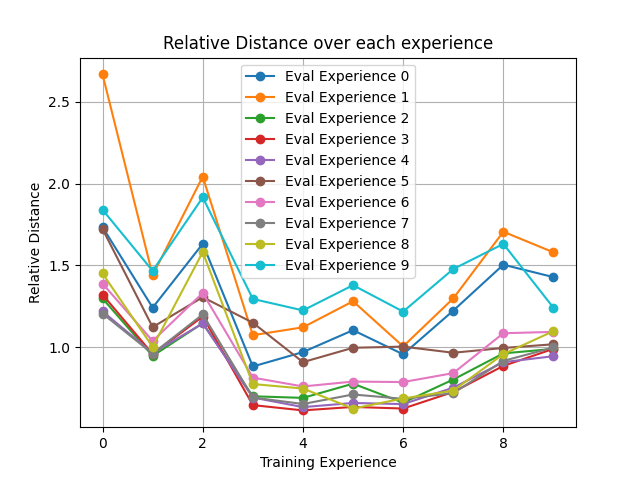 Relative Distance over each experience
Eval Experience 0
Eval Experience 1
Eval Experience 2
Eval Experience 3
Eval Experience 4
Eval Experience 5
Eval Experience 6
Eval Experience 7
Eval Experience 8
Eval Experience 9
2.5
2.0
1.5
1.0
Relative Distance
0 2 4 6 8
Training Experience